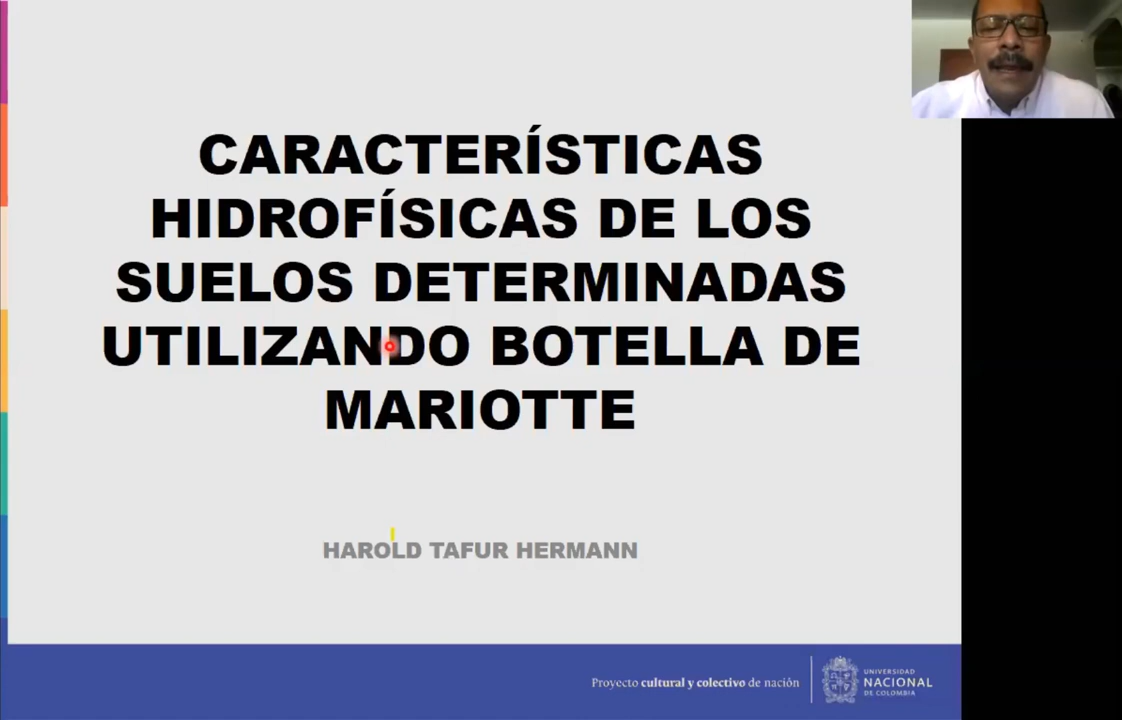 CARACTERÍSTICAS
HIDROFÍSICAS DE LOS
SUELOS DETERMINADAS
UTILIZANDO BOTELLA DE
MARIOTTE
HAROLD TAFUR HERMANN
Proyecto cultural y colectivo de nación
UNIVERSIDAD
NACIONAL
DE COLOMBIA